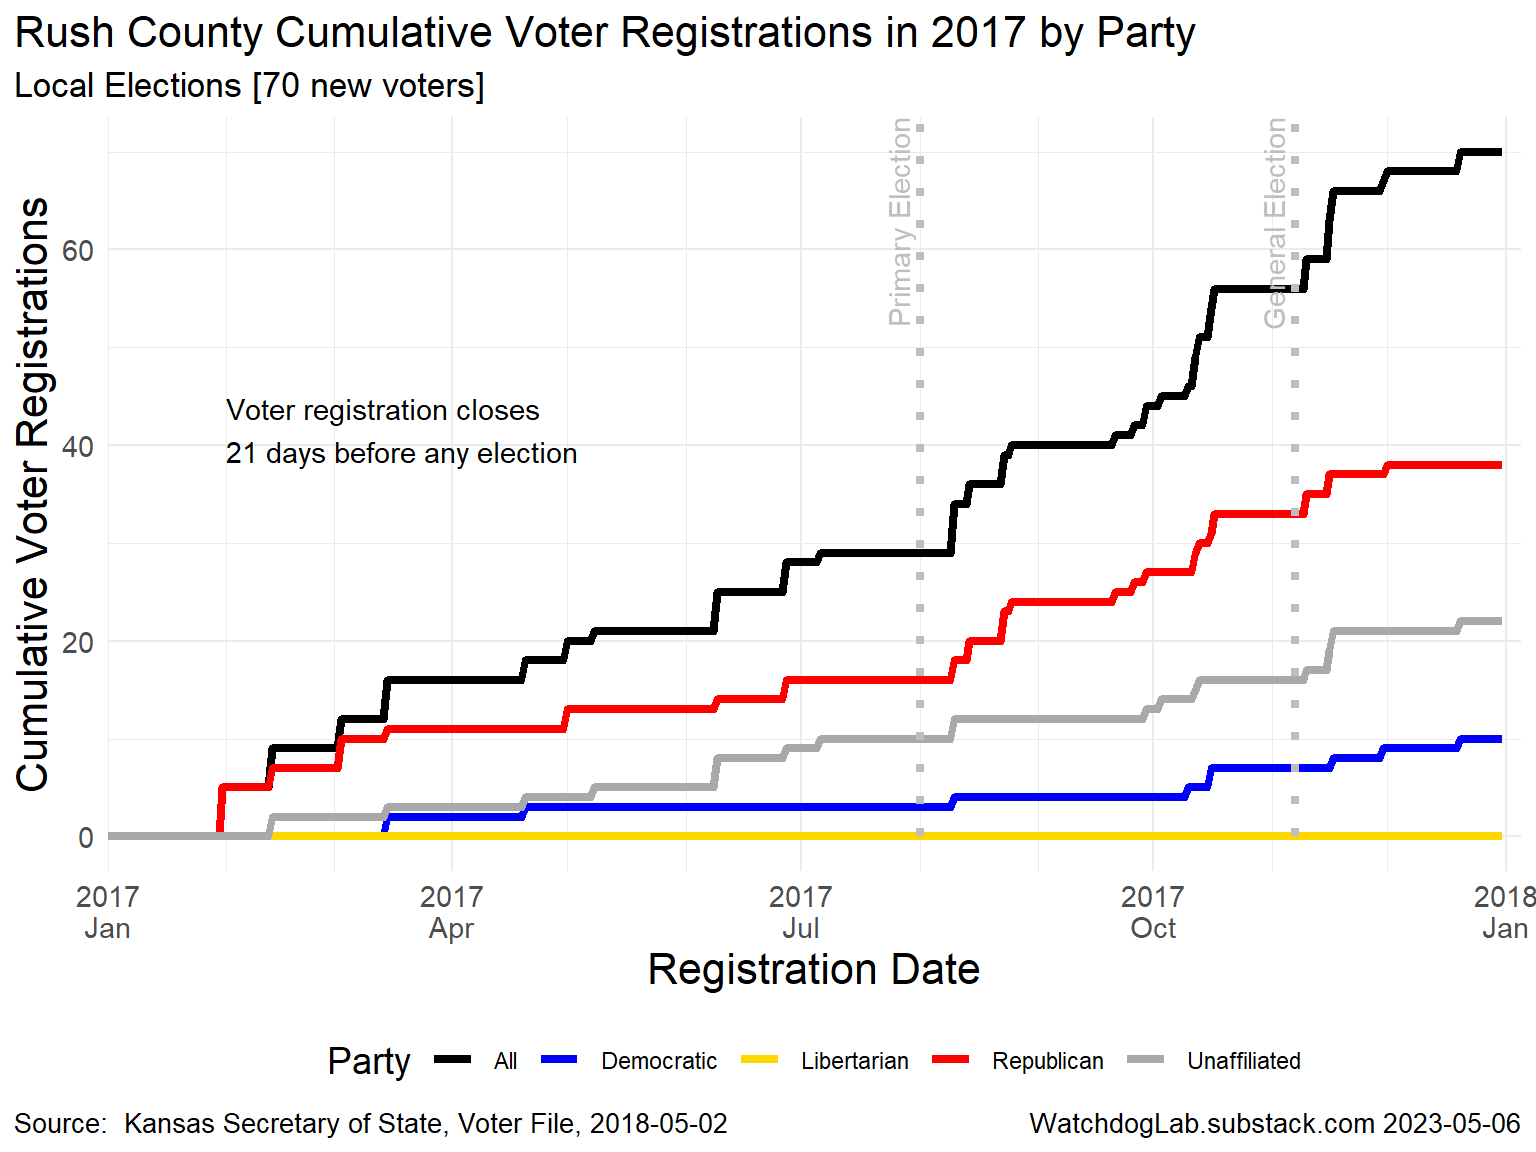 Rush County Cumulative Voter Registrations in 2017 by Party
Local Elections [70 new voters]
Cumulative Voter Registrations
60
40
20
0
Primary Election
General Election
Voter registration closes
21 days before any election
2017
Jan
2017
Apr
2017
Jul
2017
Oct
2018
Jan
Registration Date
Party
All
Democratic
Libertarian
Republican
Unaffiliated
Source:  Kansas Secretary of State, Voter File, 2018-05-02
WatchdogLab.substack.com 2023-05-06